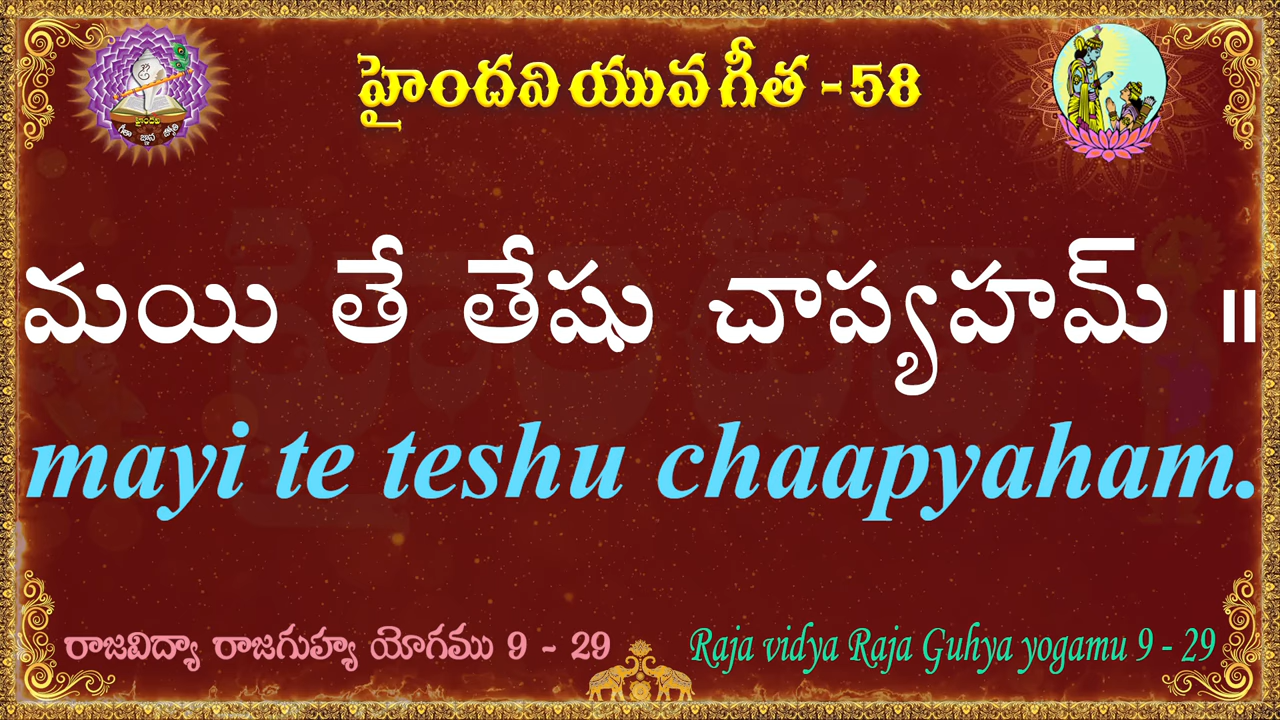 హైందవి యువ గీత - 58
హైందవి
గీతా జ్ఞాన జ్యోతి
మయి తే తేషు చాప్యహమ్ ॥
mayi te teshu chaapyaham.
రాజవిద్యా రాజగుహ్య యోగము 9 - 29
Raja vidya Raja Guhya yogamu 9 - 29